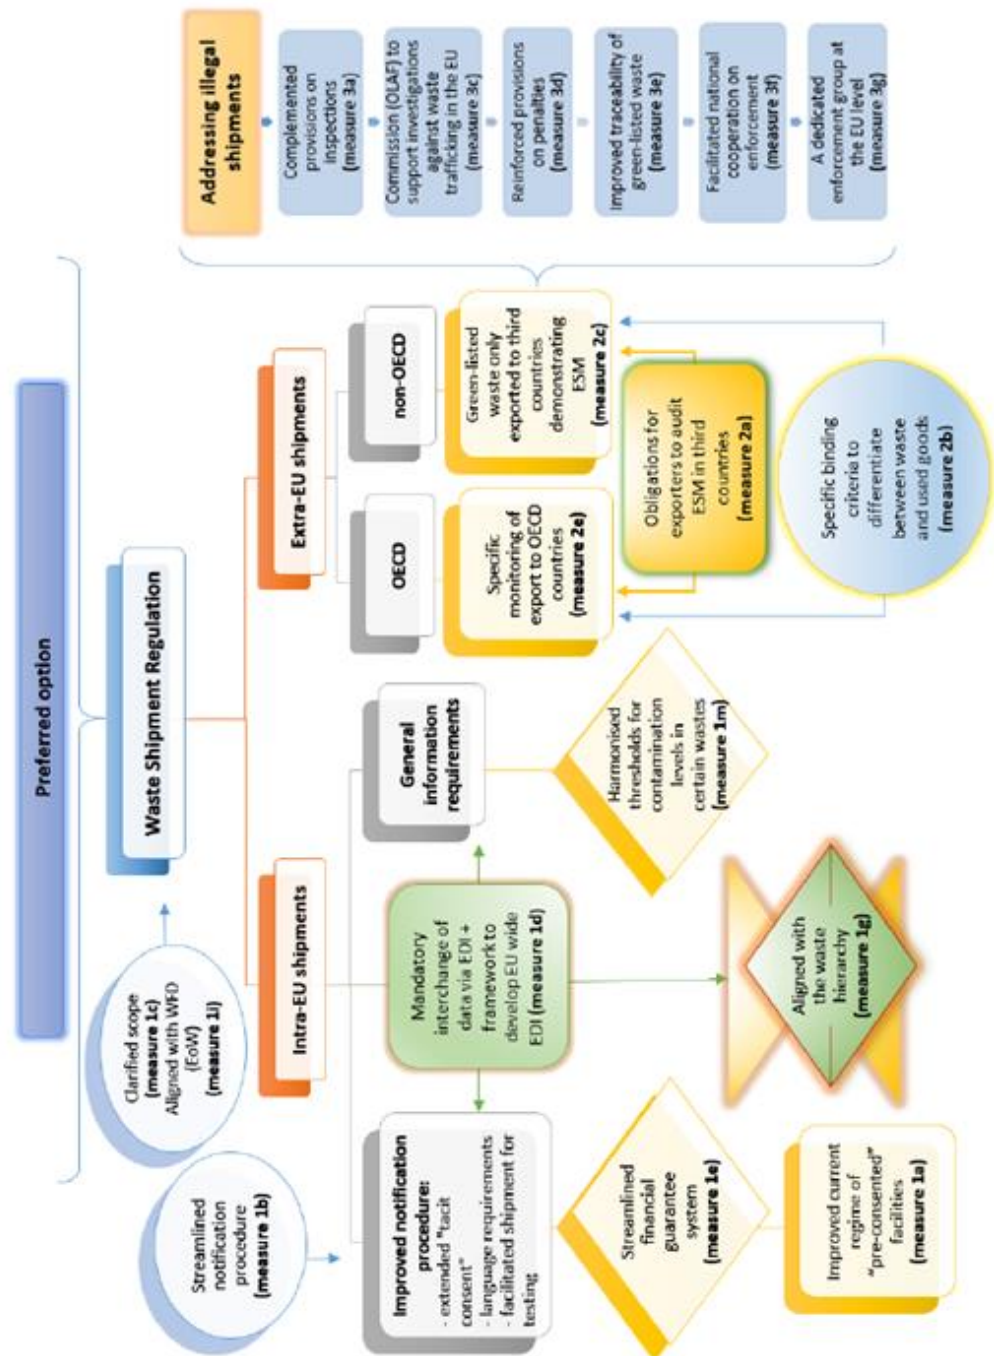 Preferred option
Streamlined
notification
procedure
(measure 1b)
Clarified scope
(measure 1c)
Aligned with WFD
(EoW)
(measure 1i)
Waste Shipment Regulation
Addressing illegal
shipments
Intra-EU shipments
Extra-EU shipments
Improved notification
procedure:
- extended "tacit
consent"
- language requirements
- facilitated shipment for
testing
Mandatory
interchange of
data via EDI +
framework to
develop EU wide
EDI (measure 1d)
General
information
requirements
OECD
non-OECD
Streamlined
financial
guarantee
system
(measure 1e)
Improved current
regime of
"pre-consented"
facilities
(measure 1a)
Aligned with
the waste
hierarchy
(measure 1g)
Harmonised
thresholds for
contamination
levels in
certain wastes
(measure 1m)
Specific
monitoring of
export to OECD
countries
(measure 2e)
Green-listed
waste only
exported to third
countries
demonstrating
ESM
(measure 2c)
Obligations for
exporters to audit
ESM in third
countries
(measure 2a)
Specific binding
criteria to
differentiate
between waste
and used goods
(measure 2b)
Complemented
provisions on
inspections
(measure 3a)
Commission (OLAF) to
support investigations
against waste
trafficking in the EU
(measure 3c)
Reinforced provisions
on penalties
(measure 3d)
Improved traceability of
green-listed waste
(measure 3e)
Facilitated national
cooperation on
enforcement
(measure 3f)
A dedicated
enforcement group at
the EU level
(measure 3g)